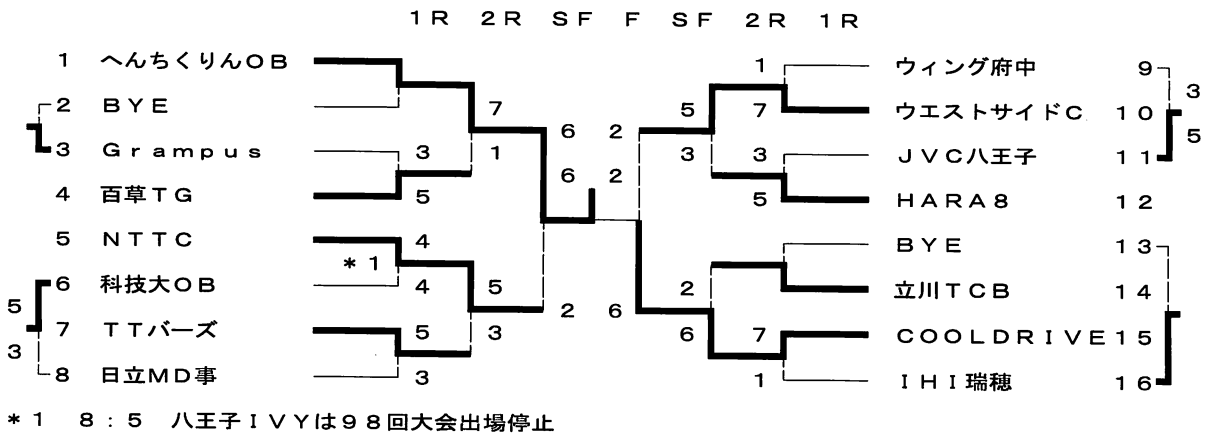 1R 2R SF F SF 2R 1R
1 へんちくりんOB
2 BYE
3 Grampus
4 百草TG
5 NTTC
6 科技大OB
7 TTバーズ
8 日立MD事
5
3
3
5
4
*1
4
5
3
7
1
5
3
6
2
6
2
2
6
5
3
2
6
1
7
3
5
7
1
ウィング府中 9
ウエストサイドC 10
JVC八王子 11
HARA8 12
BYE 13
立川TCB 14
COOLDRIVE 15
IHI瑞穂 16
3
5
*1 8:5 八王子IVYは98回大会出場停止